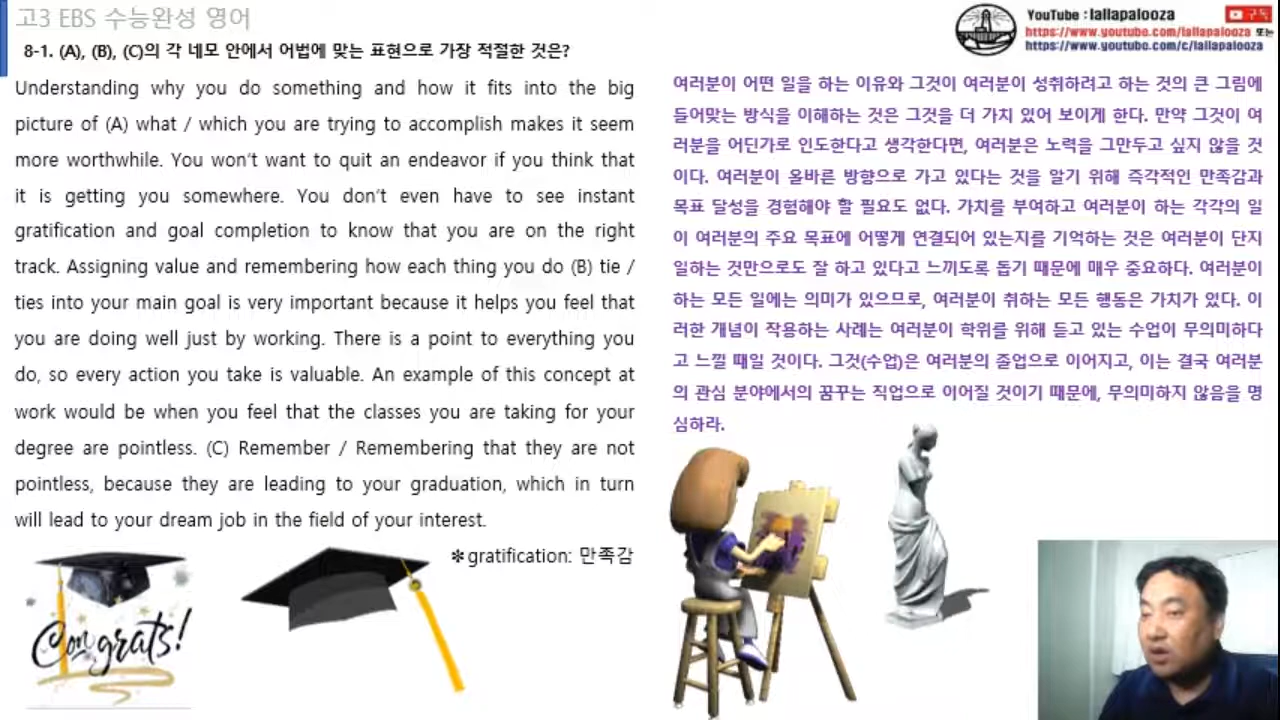 고3 EBS 수능완성 영어
8-1. (A), (B), (C)의 각 네모 안에서 어법에 맞는 표현으로 가장 적절한 것은?
YouTube : lallapalooza
구독
https://www.youtube.com/lallapalooza 또는
https://www.youtube.com/c/lallapalooza
Understanding why you do something and how it fits into the big
picture of (A) what / which you are trying to accomplish makes it seem
more worthwhile. You won't want to quit an endeavor if you think that
it is getting you somewhere. You don't even have to see instant
gratification and goal completion to know that you are on the right
track. Assigning value and remembering how each thing you do (B) tie /
ties into your main goal is very important because it helps you feel that
you are doing well just by working. There is a point to everything you
do, so every action you take is valuable. An example of this concept at
work would be when you feel that the classes you are taking for your
degree are pointless. (C) Remember / Remembering that they are not
pointless, because they are leading to your graduation, which in turn
will lead to your dream job in the field of your interest.
✻gratification: 만족감
여러분이 어떤 일을 하는 이유와 그것이 여러분이 성취하려고 하는 것의 큰 그림에
들어맞는 방식을 이해하는 것은 그것을 더 가치 있어 보이게 한다. 만약 그것이 여
러분을 어딘가로 인도한다고 생각한다면, 여러분은 노력을 그만두고 싶지 않을 것
이다. 여러분이 올바른 방향으로 가고 있다는 것을 알기 위해 즉각적인 만족감과
목표 달성을 경험해야 할 필요도 없다. 가치를 부여하고 여러분이 하는 각각의 일
이 여러분의 주요 목표에 어떻게 연결되어 있는지를 기억하는 것은 여러분이 단지
일하는 것만으로도 잘 하고 있다고 느끼도록 돕기 때문에 매우 중요하다. 여러분이
하는 모든 일에는 의미가 있으므로, 여러분이 취하는 모든 행동은 가치가 있다. 이
러한 개념이 작용하는 사례는 여러분이 학위를 위해 듣고 있는 수업이 무의미하다
고 느낄 때일 것이다. 그것(수업)은 여러분의 졸업으로 이어지고, 이는 결국 여러분
의 관심 분야에서의 꿈꾸는 직업으로 이어질 것이기 때문에, 무의미하지 않음을 명
심하라.
Congrats!